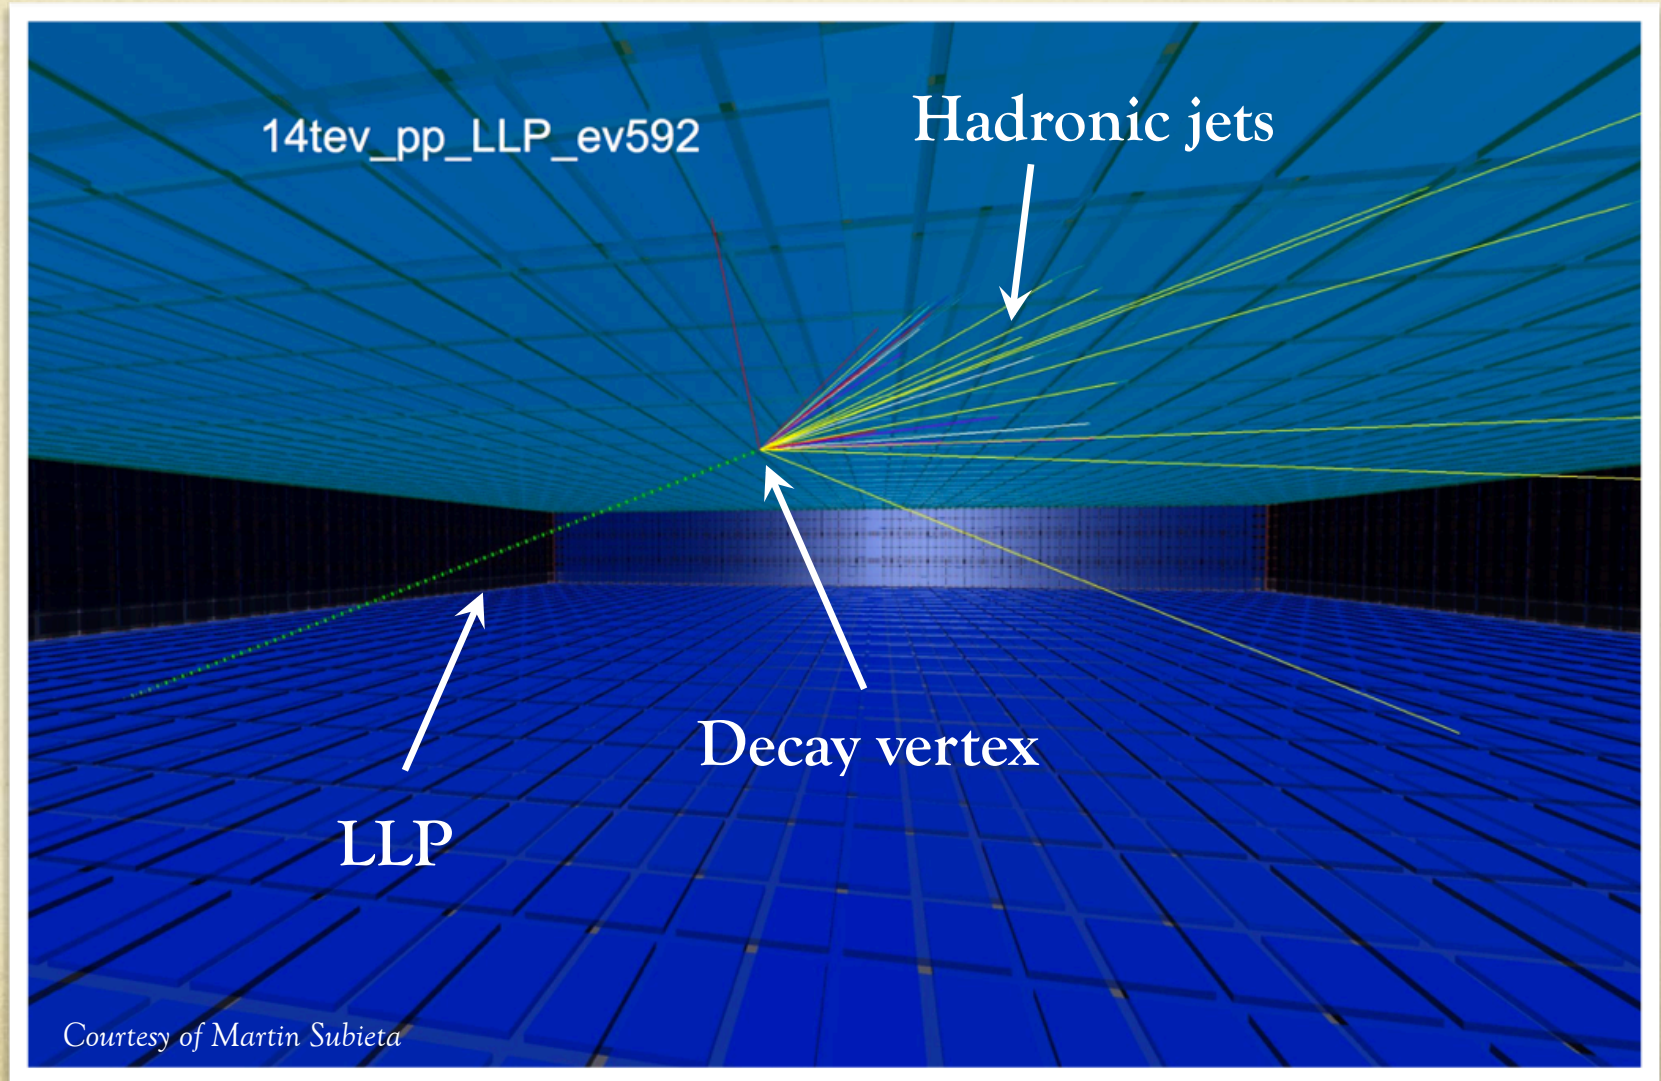 14tev_pp_LLP_ev592
Hadronic jets
Decay vertex
LLP
Courtesy of Martin Subieta